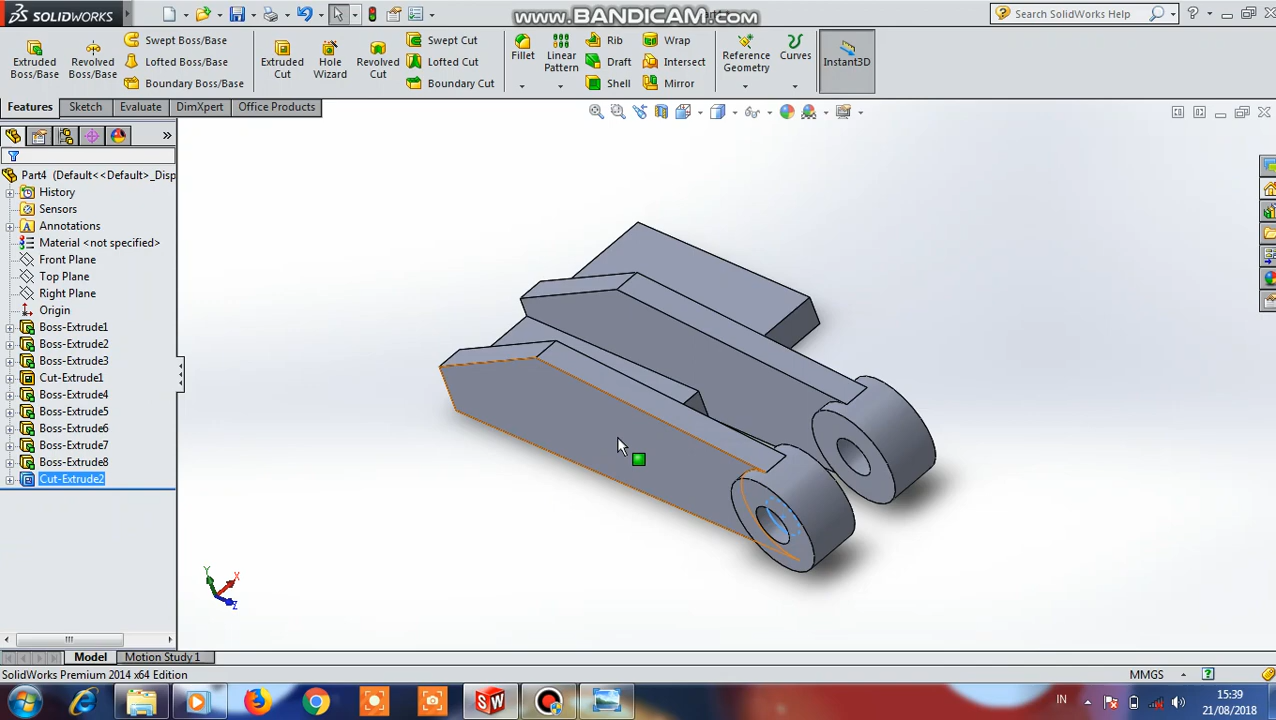 SOLIDWORKS
www.BANDICAM.com
Search SolidWorks Help
Extruded Boss/Base
Revolved Boss/Base
Swept Boss/Base
Lofted Boss/Base
Boundary Boss/Base
Extruded Cut
Hole Wizard
Revolved Cut
Swept Cut
Lofted Cut
Boundary Cut
Fillet
Linear Pattern
Rib
Draft
Shell
Wrap
Intersect
Mirror
Reference Geometry
Curves
Instant3D
Features
Sketch
Evaluate
DimXpert
Office Products
Part4 (Default<<Default>_Disp
History
Sensors
Annotations
Material <not specified>
Front Plane
Top Plane
Right Plane
Origin
Boss-Extrude1
Boss-Extrude2
Boss-Extrude3
Cut-Extrude1
Boss-Extrude4
Boss-Extrude5
Boss-Extrude6
Boss-Extrude7
Boss-Extrude8
Cut-Extrude2
Y
X
Z
Model
Motion Study 1
SolidWorks Premium 2014 x64 Edition
MMGS
IN
15:39
21/08/2018